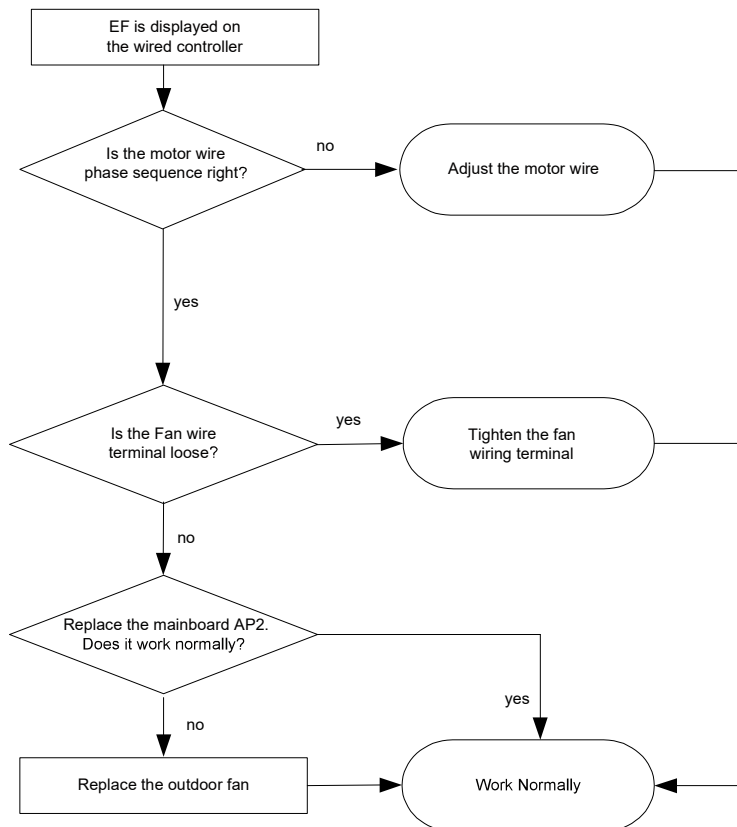 EF is displayed on
the wired controller
Is the motor wire
phase sequence right?
no
Adjust the motor wire
yes
Is the Fan wire
terminal loose?
yes
Tighten the fan
wiring terminal
no
Replace the mainboard AP2.
Does it work normally?
yes
no
Replace the outdoor fan
Work Normally